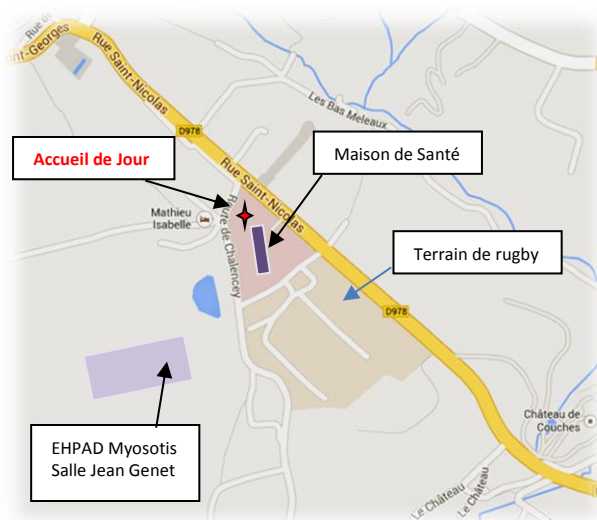 Rue de
int-Georges
Rue Saint-Nicolas
D978
Les Bas Meleaux
Accueil de Jour
Maison de Santé
Rue Saint-Nicolas
Mathieu
Isabelle
Route de Chalencey
Terrain de rugby
D978
EHPAD Myosotis
Salle Jean Genet
Château de
Couches
Le Château
Le Château